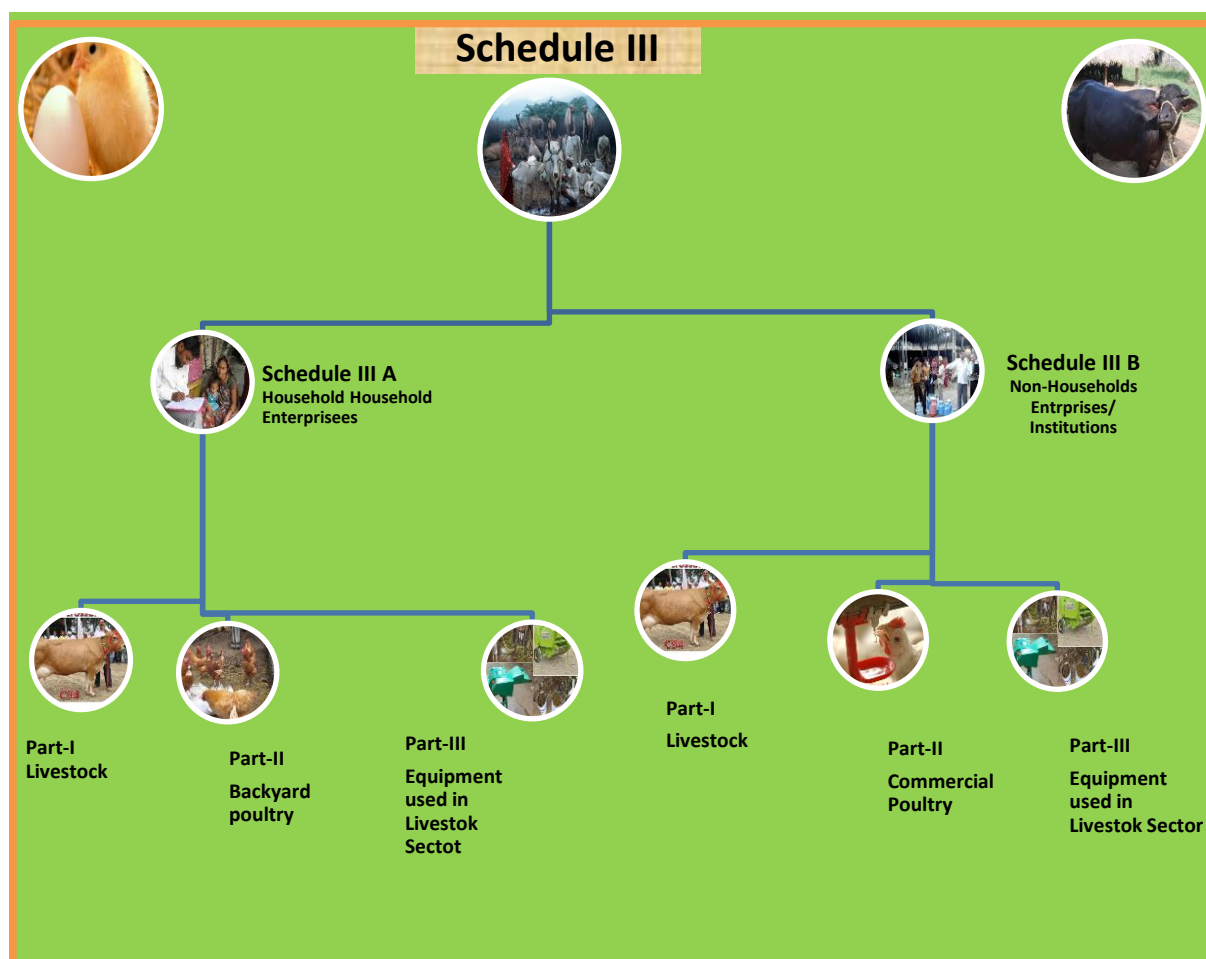 Schedule III
Schedule III A
Household Household
Enterprisees
Schedule III B
Non-Households
Entrprises/
Institutions
Part-I
Livestock
Part-II
Backyard
poultry
Part-III
Equipment
used in
Livestok
Sectot
Part-I
Livestock
Part-II
Commercial
Poultry
Part-III
Equipment
used in
Livestok Sector